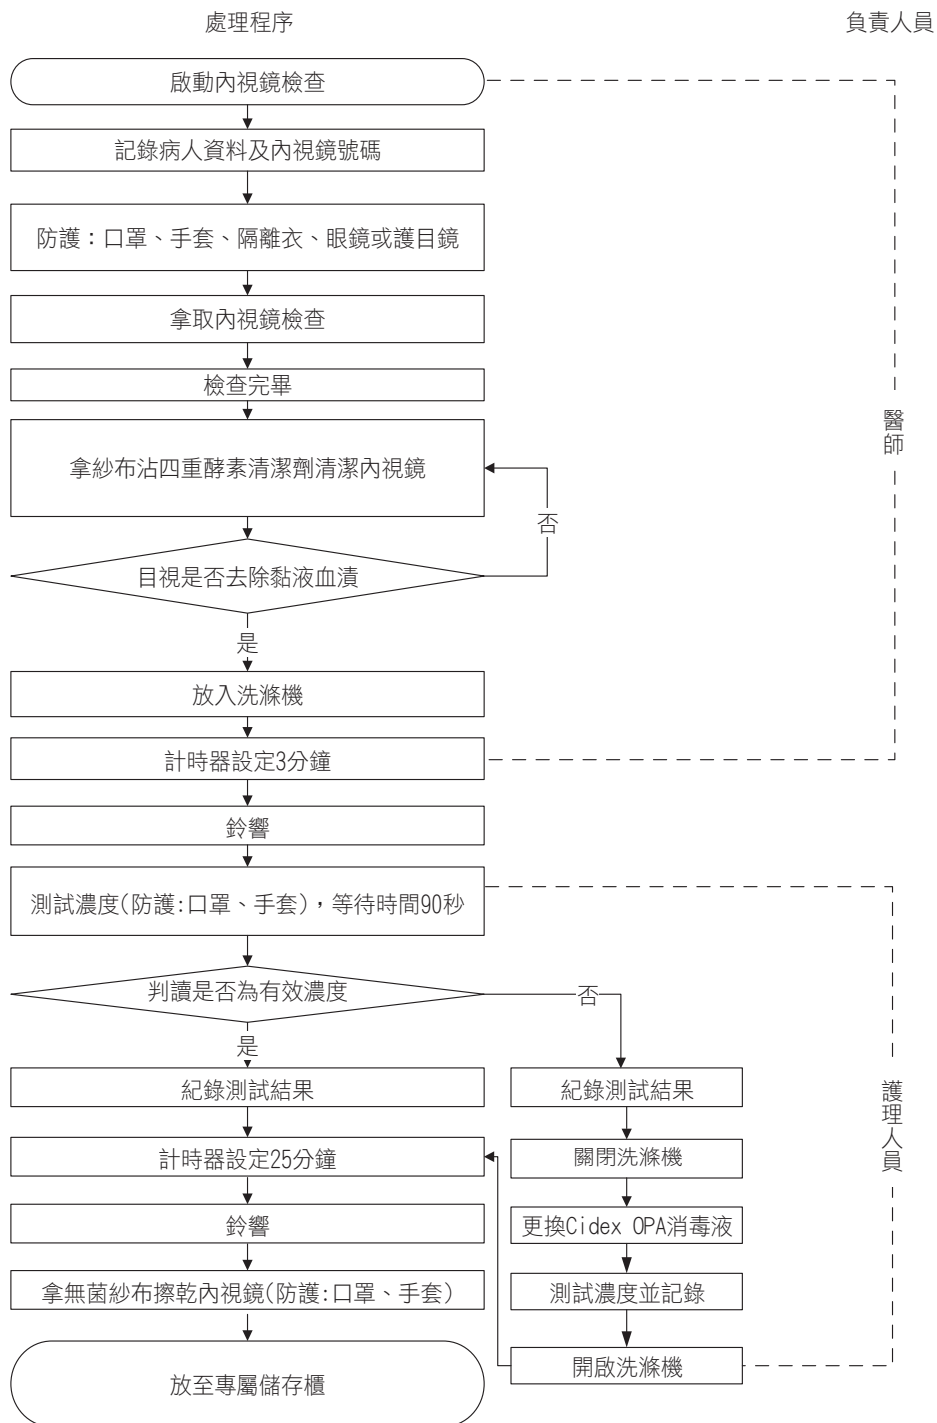 處理程序
負責人員
啟動內視鏡檢查
記錄病人資料及內視鏡號碼
防護：口罩、手套、隔離衣、眼鏡或護目鏡
拿取內視鏡檢查
檢查完畢
拿紗布沾四重酵素清潔劑清潔內視鏡
否
目視是否去除黏液血漬
是
放入洗滌機
計時器設定3分鐘
醫師
鈴響
測試濃度(防護:口罩、手套)，等待時間90秒
判讀是否為有效濃度
否
是
紀錄測試結果
紀錄測試結果
計時器設定25分鐘
關閉洗滌機
鈴響
更換Cidex OPA消毒液
拿無菌紗布擦乾內視鏡(防護:口罩、手套)
測試濃度並記錄
放至專屬儲存櫃
開啟洗滌機
護理人員